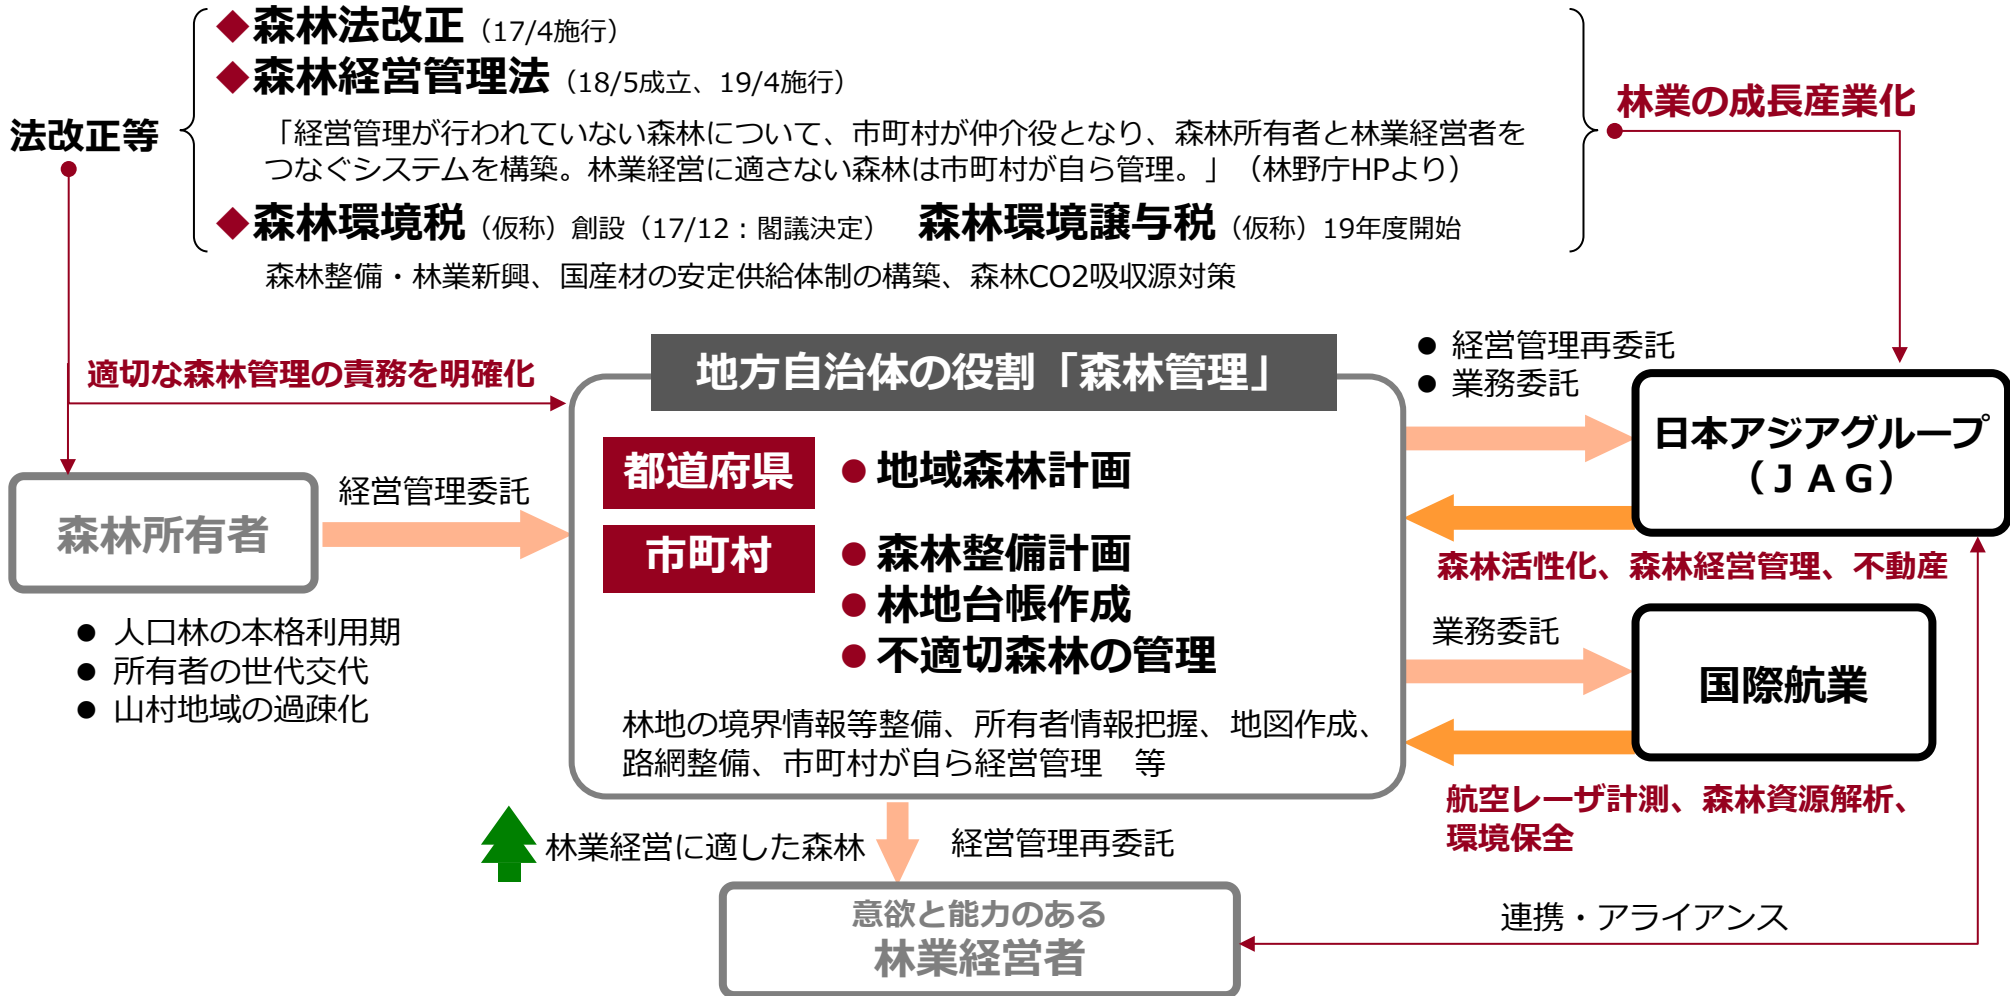 法改正等
◆森林法改正（17/4施行）
◆森林経営管理法（18/5成立、19/4施行）
「経営管理が行われていない森林について、市町村が仲介役となり、森林所有者と林業経営者を
つなぐシステムを構築。林業経営に適さない森林は市町村が自ら管理。」（林野庁HPより）
◆森林環境税（仮称）創設（17/12：閣議決定）　森林環境譲与税（仮称）19年度開始
森林整備・林業新興、国産材の安定供給体制の構築、森林CO2吸収源対策
林業の成長産業化
適切な森林管理の責務を明確化
地方自治体の役割「森林管理」
森林所有者
経営管理委託
● 人口林の本格利用期
● 所有者の世代交代
● 山村地域の過疎化
都道府県
● 地域森林計画
市町村
● 森林整備計画
● 林地台帳作成
● 不適切森林の管理
林地の境界情報等整備、所有者情報把握、地図作成、
路網整備、市町村が自ら経営管理　等
● 経営管理再委託
● 業務委託
日本アジアグループ
（ＪＡＧ）
森林活性化、森林経営管理、不動産
業務委託
国際航業
航空レーザ計測、森林資源解析、
環境保全
林業経営に適した森林
経営管理再委託
意欲と能力のある
林業経営者
連携・アライアンス